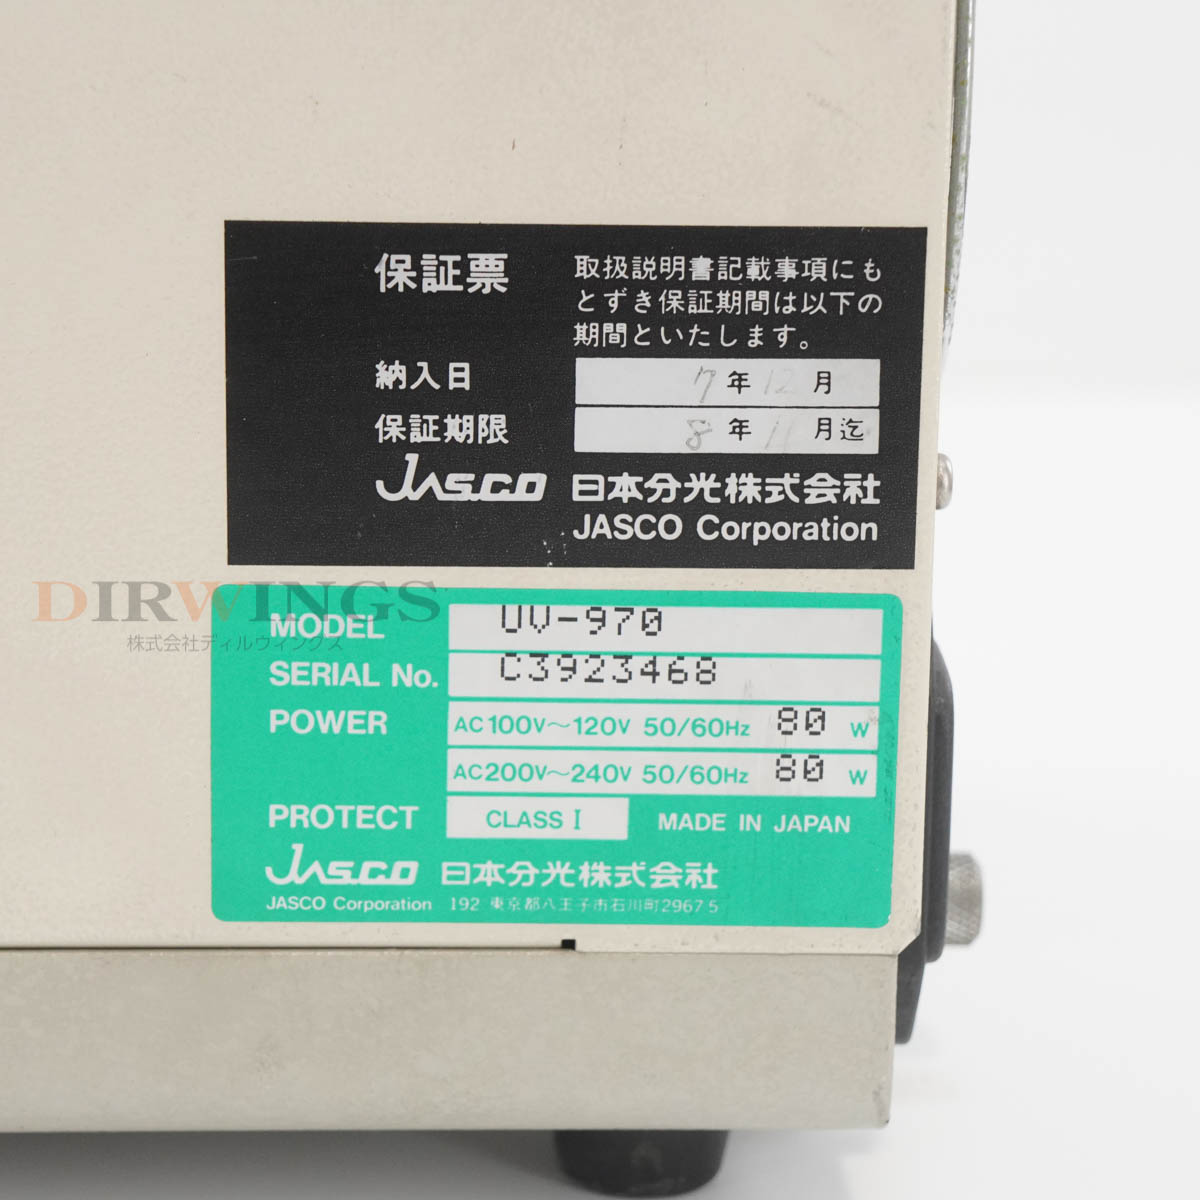 保証票
取扱説明書記載事項にも
とずき保証期間は以下の
期間といたします。
納入日 7年12月
保証期限 8年11月迄
JASCO 日本分光株式会社
JASCO Corporation
DIRWINGS
株式会社ディルウィングス
MODEL UV-970
SERIAL No. C3923468
POWER AC100V～120V 50/60Hz 80 W
AC200V～240V 50/60Hz 80 W
PROTECT CLASS I MADE IN JAPAN
JASCO 日本分光株式会社
JASCO Corporation 192 東京都八王子市石川町2967-5